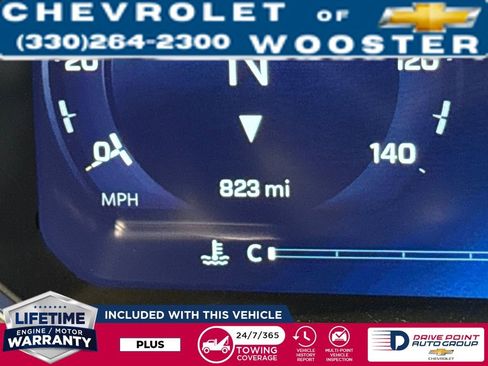 CHEVROLET OF
(330)264-2300 WOOSTER
N
20 120
0 140
823 mi
MPH
C
LIFETIME
ENGINE / MOTOR
WARRANTY
INCLUDED WITH THIS VEHICLE
PLUS
24/7/365
TOWING
COVERAGE
VEHICLE
HISTORY
REPORT
MULTI-POINT
VEHICLE
INSPECTION
DRIVE POINT
AUTO GROUP
CHEVROLET